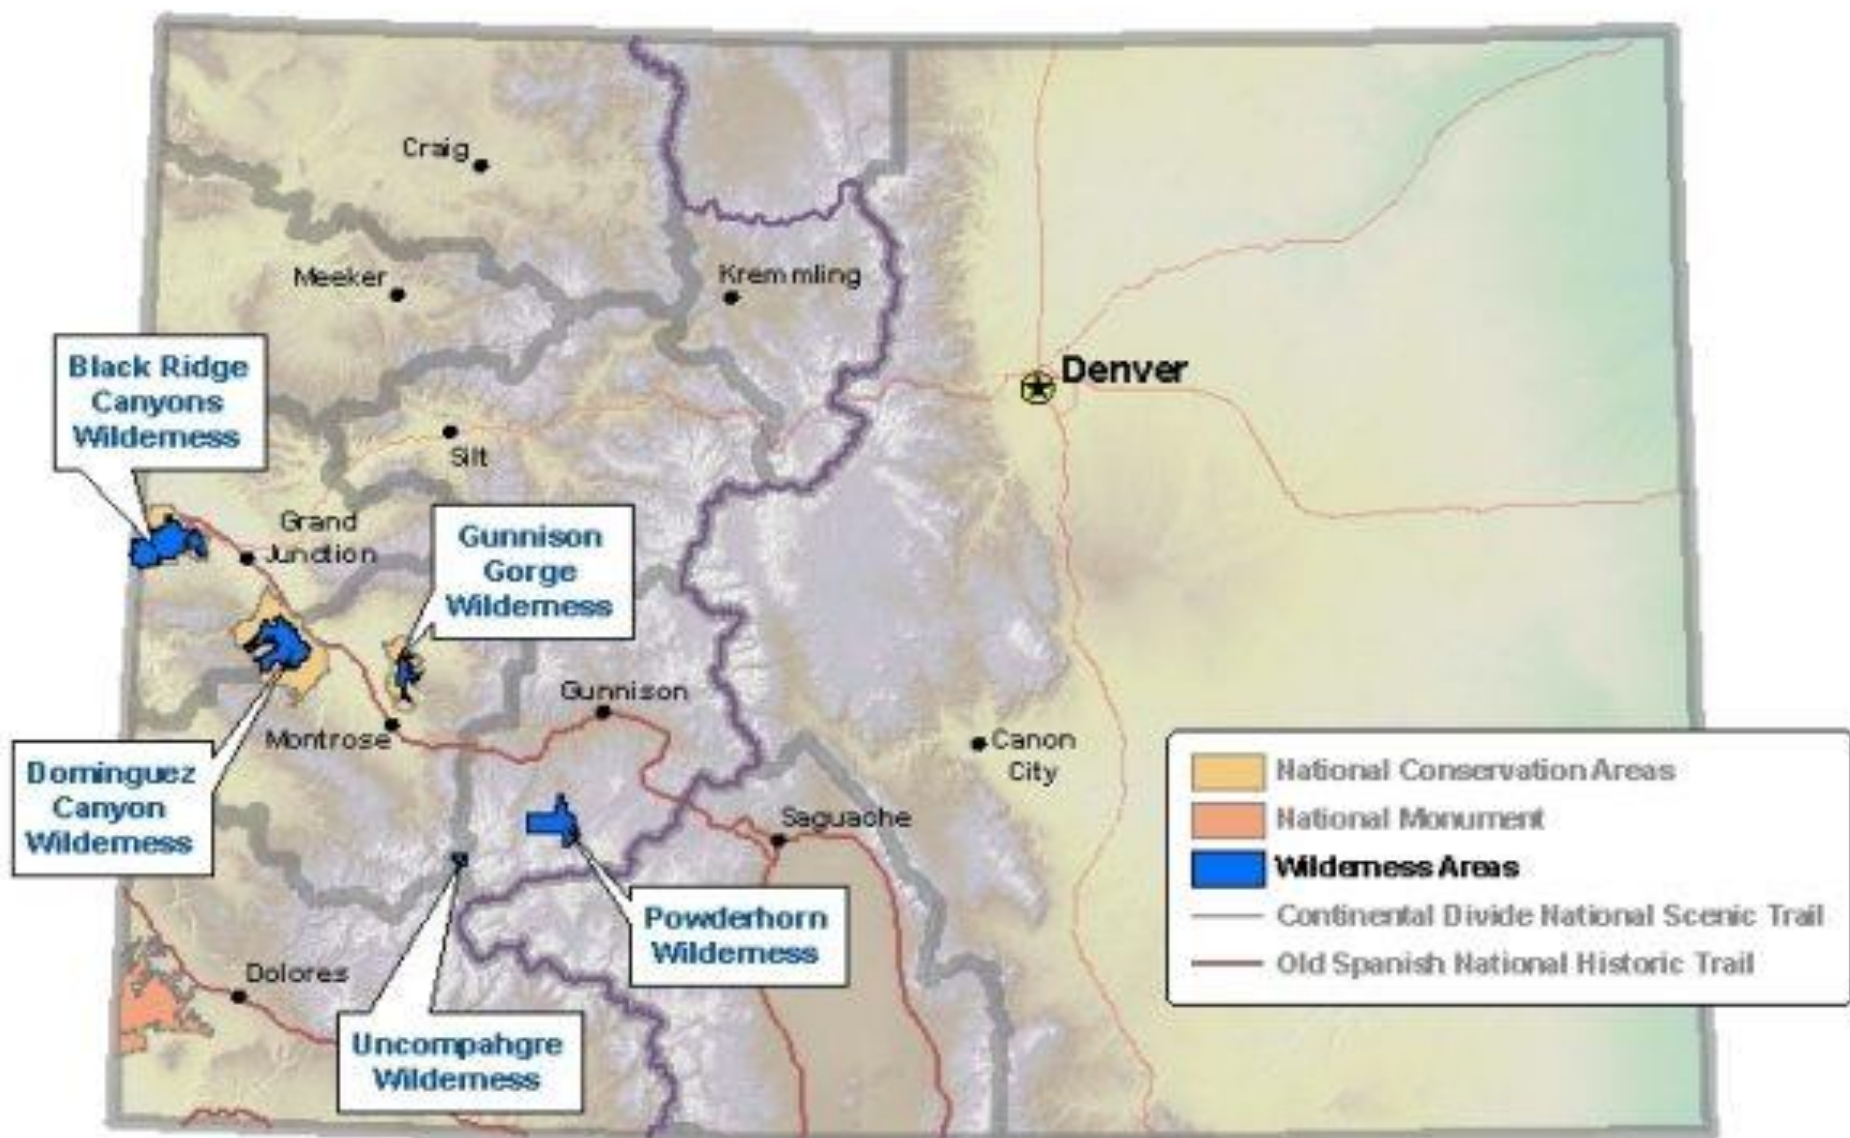 Craig
Meeker
Kremmling
Black Ridge
Canyons
Wilderness
Denver
Silt
Grand
Junction
Gunnison
Gorge
Wilderness
Gunnison
Montrose
Canon
City
Dominguez
Canyon
Wilderness
Saguache
Powderhorn
Wilderness
Dolores
Uncompahgre
Wilderness
National Conservation Areas
National Monument
Wilderness Areas
Continental Divide National Scenic Trail
Old Spanish National Historic Trail